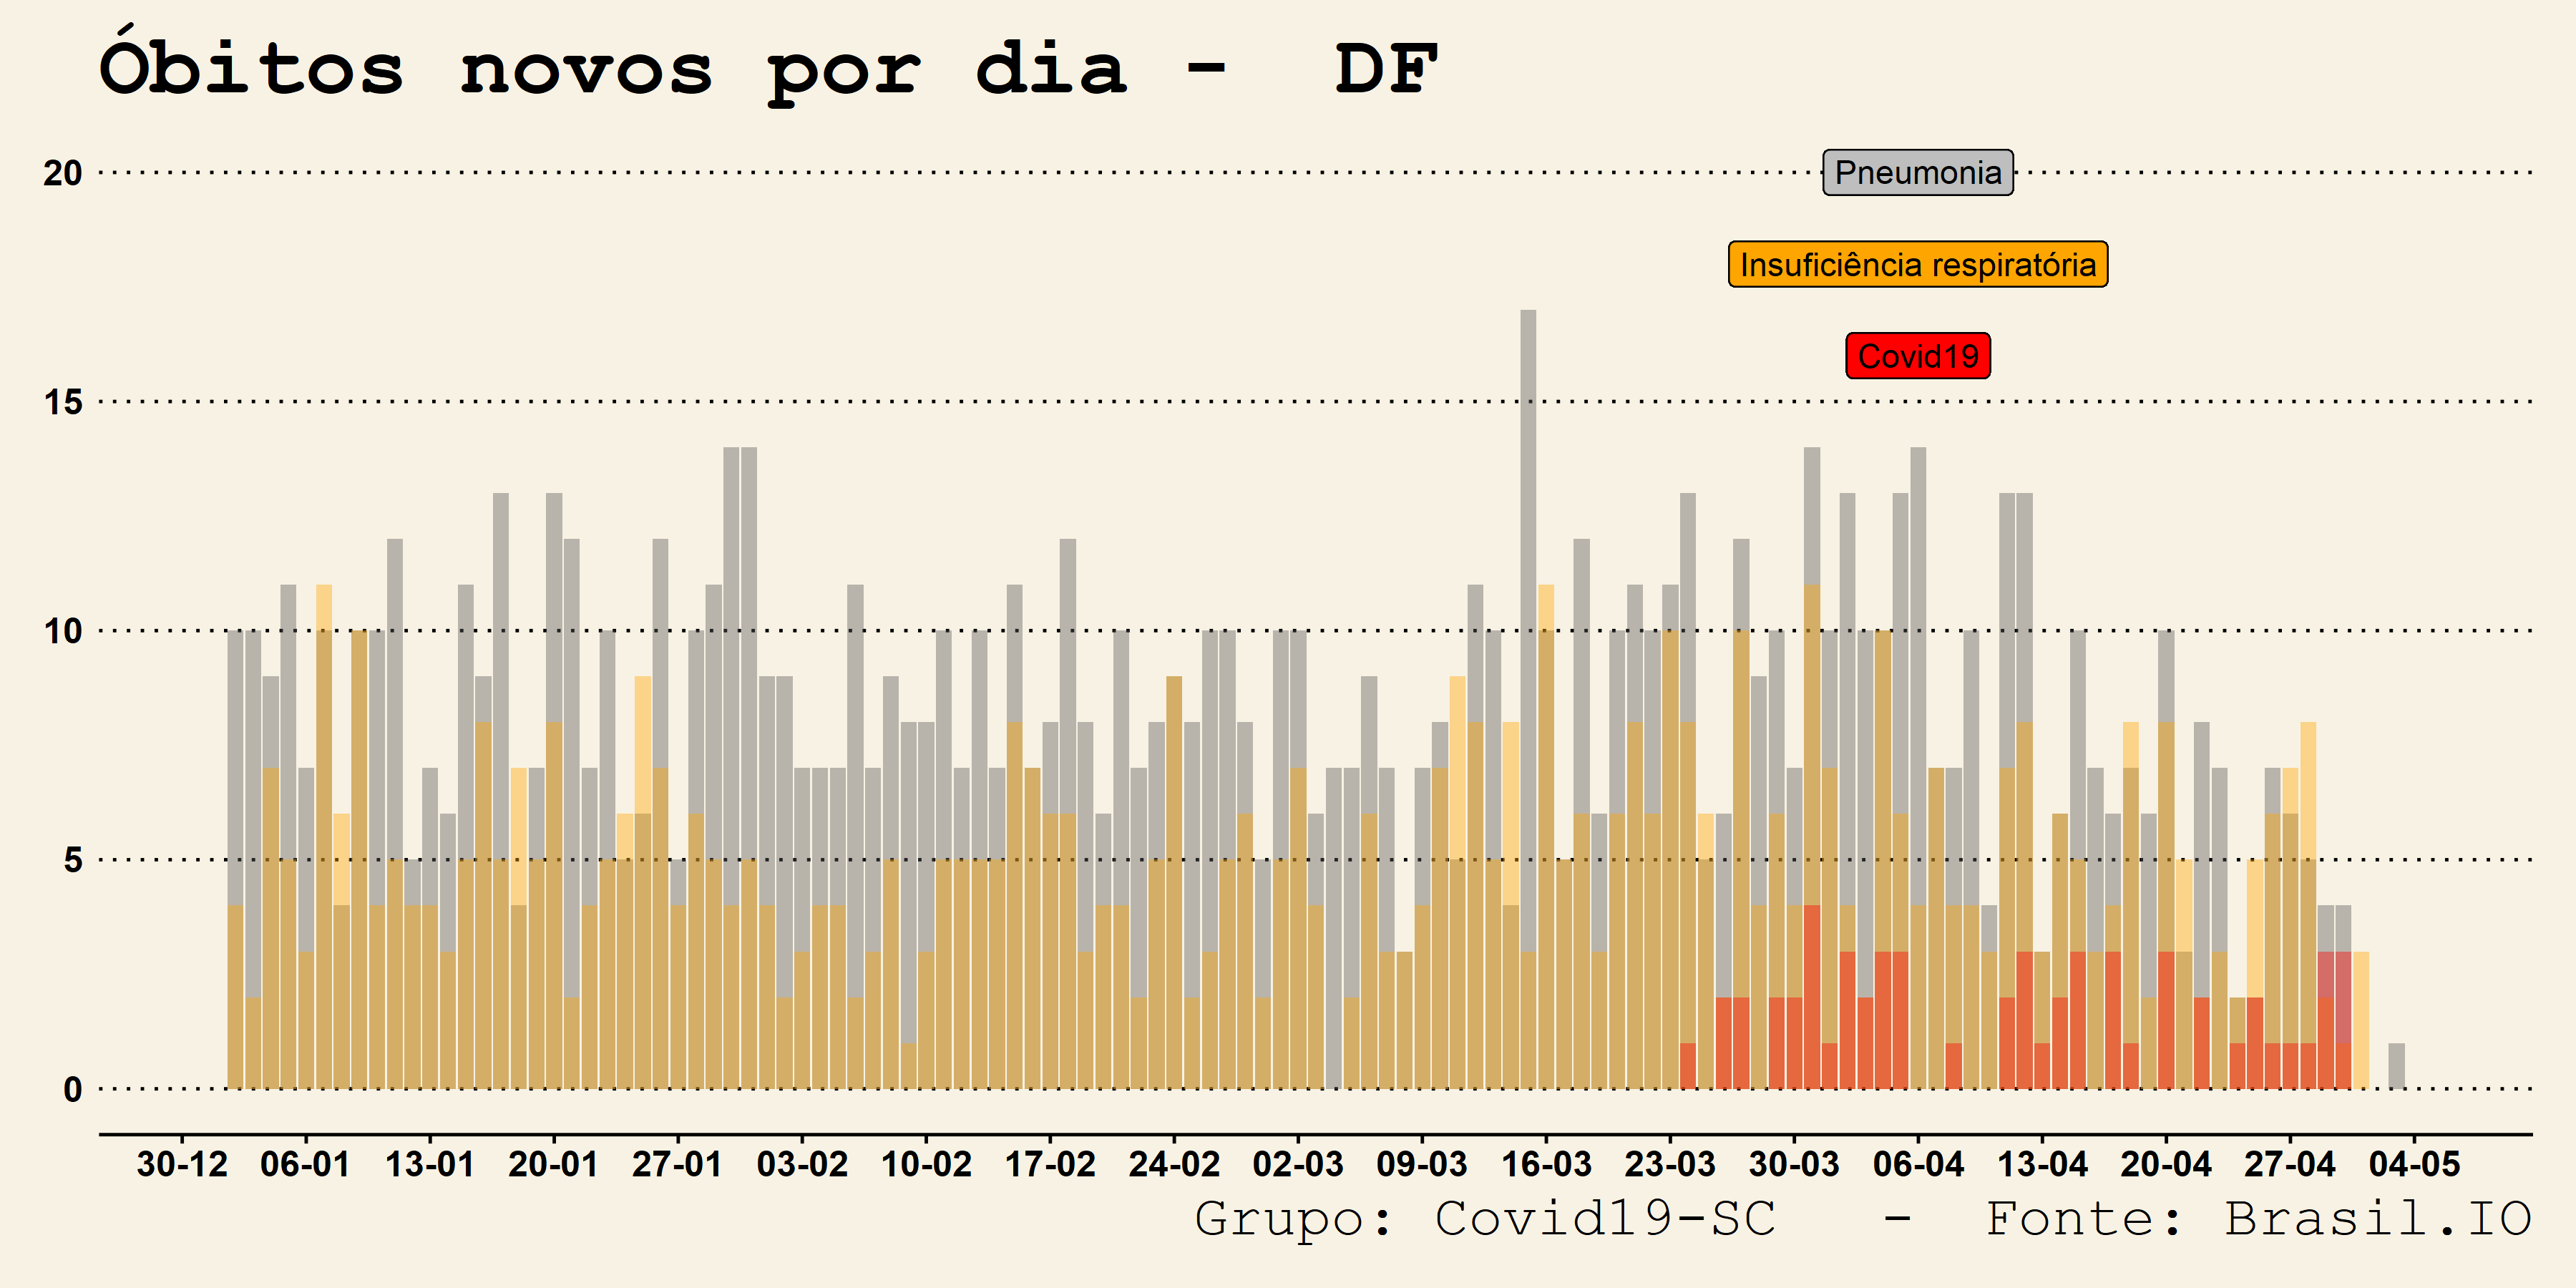 Óbitos novos por dia - DF
20
Pneumonia
Insuficiência respiratória
Covid19
15
10
5
0
30-12 06-01 13-01 20-01 27-01 03-02 10-02 17-02 24-02 02-03 09-03 16-03 23-03 30-03 06-04 13-04 20-04 27-04 04-05
Grupo: Covid19-SC - Fonte: Brasil.IO